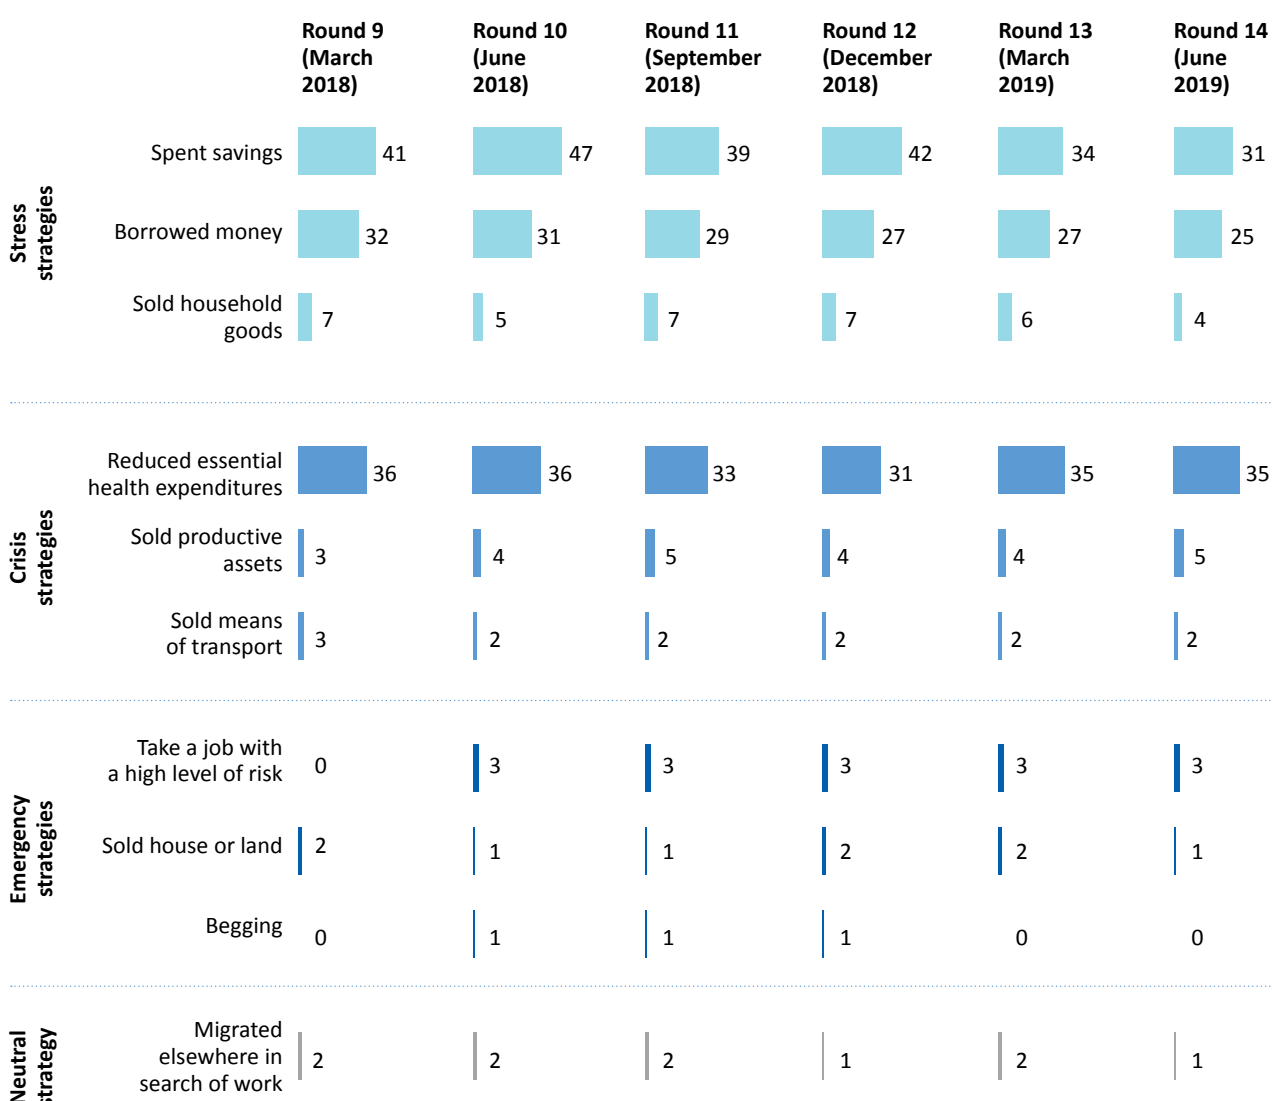 Round 9
(March
2018)
Round 10
(June
2018)
Round 11
(September
2018)
Round 12
(December
2018)
Round 13
(March
2019)
Round 14
(June
2019)
Stress
strategies
Spent savings
41
47
39
42
34
31
Borrowed money
32
31
29
27
27
25
Sold household
goods
7
5
7
7
6
4
Crisis
strategies
Reduced essential
health expenditures
36
36
33
31
35
35
Sold productive
assets
3
4
5
4
4
5
Sold means
of transport
3
2
2
2
2
2
Emergency
strategies
Take a job with
a high level of risk
0
3
3
3
3
3
Sold house or land
2
1
1
2
2
1
Begging
0
1
1
1
0
0
Neutral
strategy
Migrated
elsewhere in
search of work
2
2
2
1
2
1